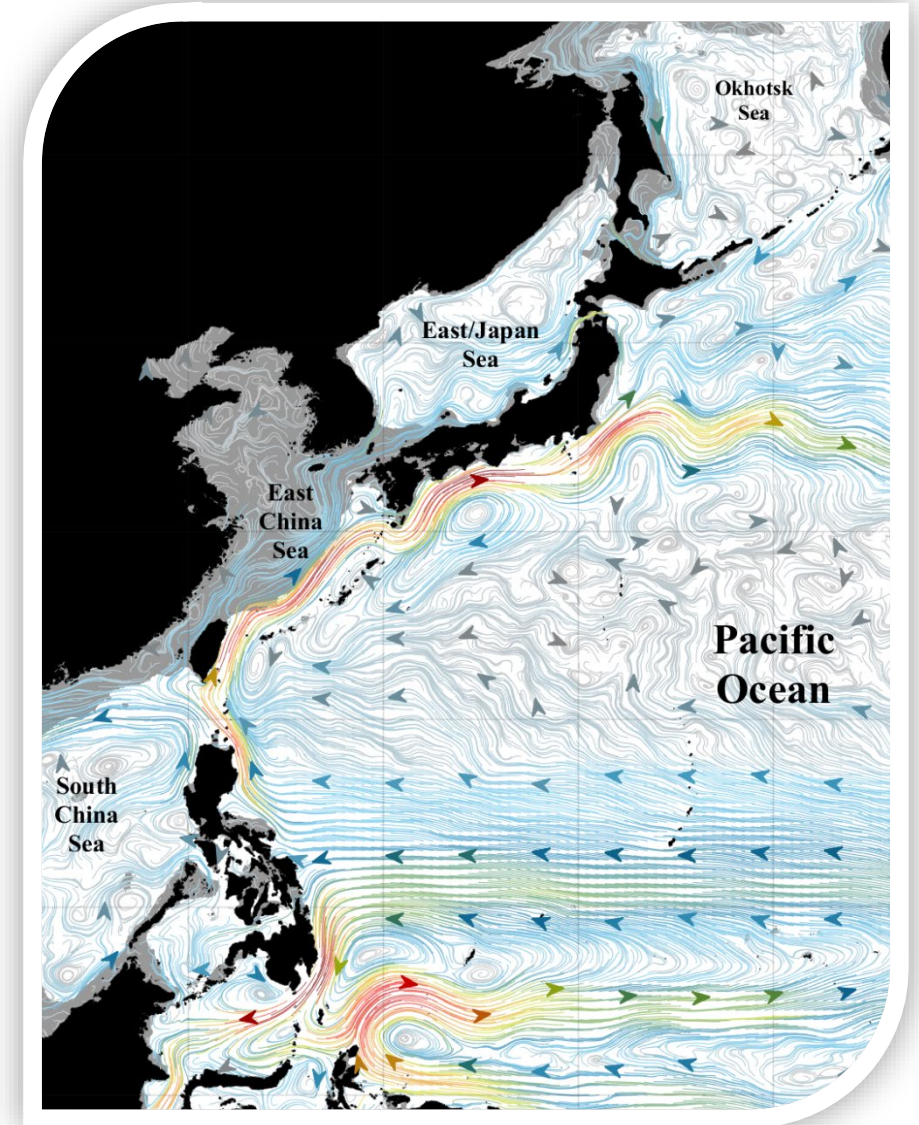 Okhotsk
Sea
East/Japan
Sea
East
China
Sea
Pacific
Ocean
South
China
Sea